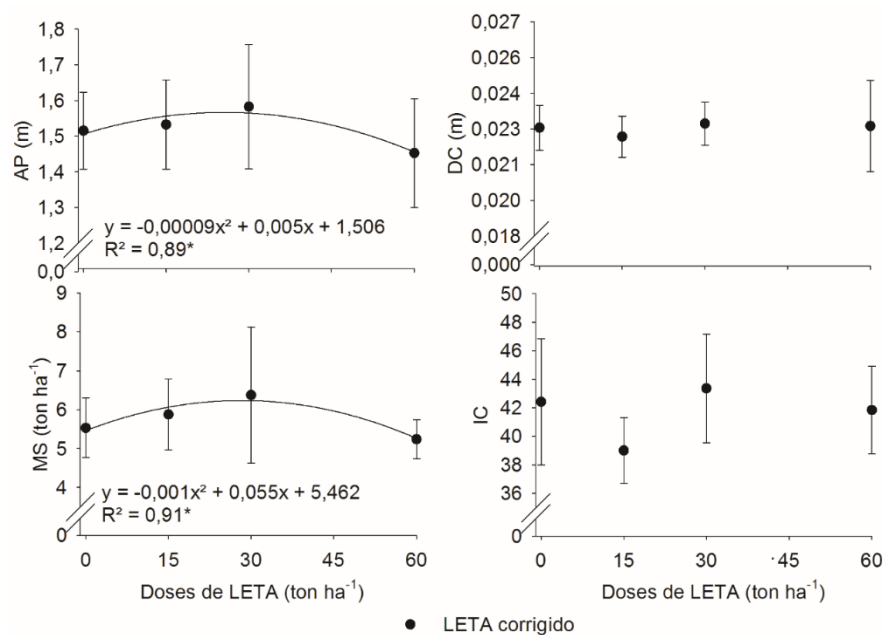 1,8
1,7
1,6
1,5
1,4
1,3
1,2
0,0
AP (m)
y = -0,00009x² + 0,005x + 1,506
R² = 0,89*
0,027
0,026
0,024
0,023
0,021
0,020
0,018
0,000
DC (m)
9
8
7
6
5
4
0
MS (ton ha⁻¹)
y = -0,001x² + 0,055x + 5,462
R² = 0,91*
0 15 30 45 60
Doses de LETA (ton ha⁻¹)
50
48
46
44
42
40
38
36
0
IC
0 15 30 45 60
Doses de LETA (ton ha⁻¹)
LETA corrigido